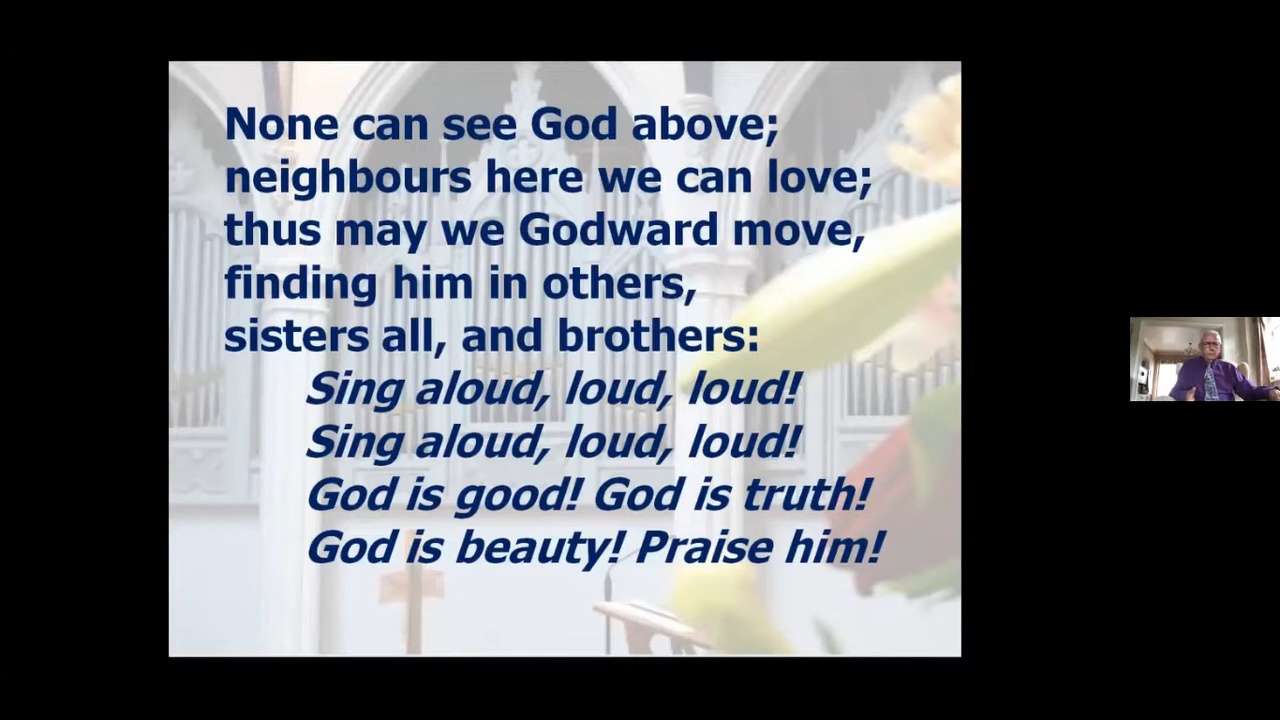 None can see God above;
neighbours here we can love;
thus may we Godward move,
finding him in others,
sisters all, and brothers:
Sing aloud, loud, loud!
Sing aloud, loud, loud!
God is good! God is truth!
God is beauty! Praise him!